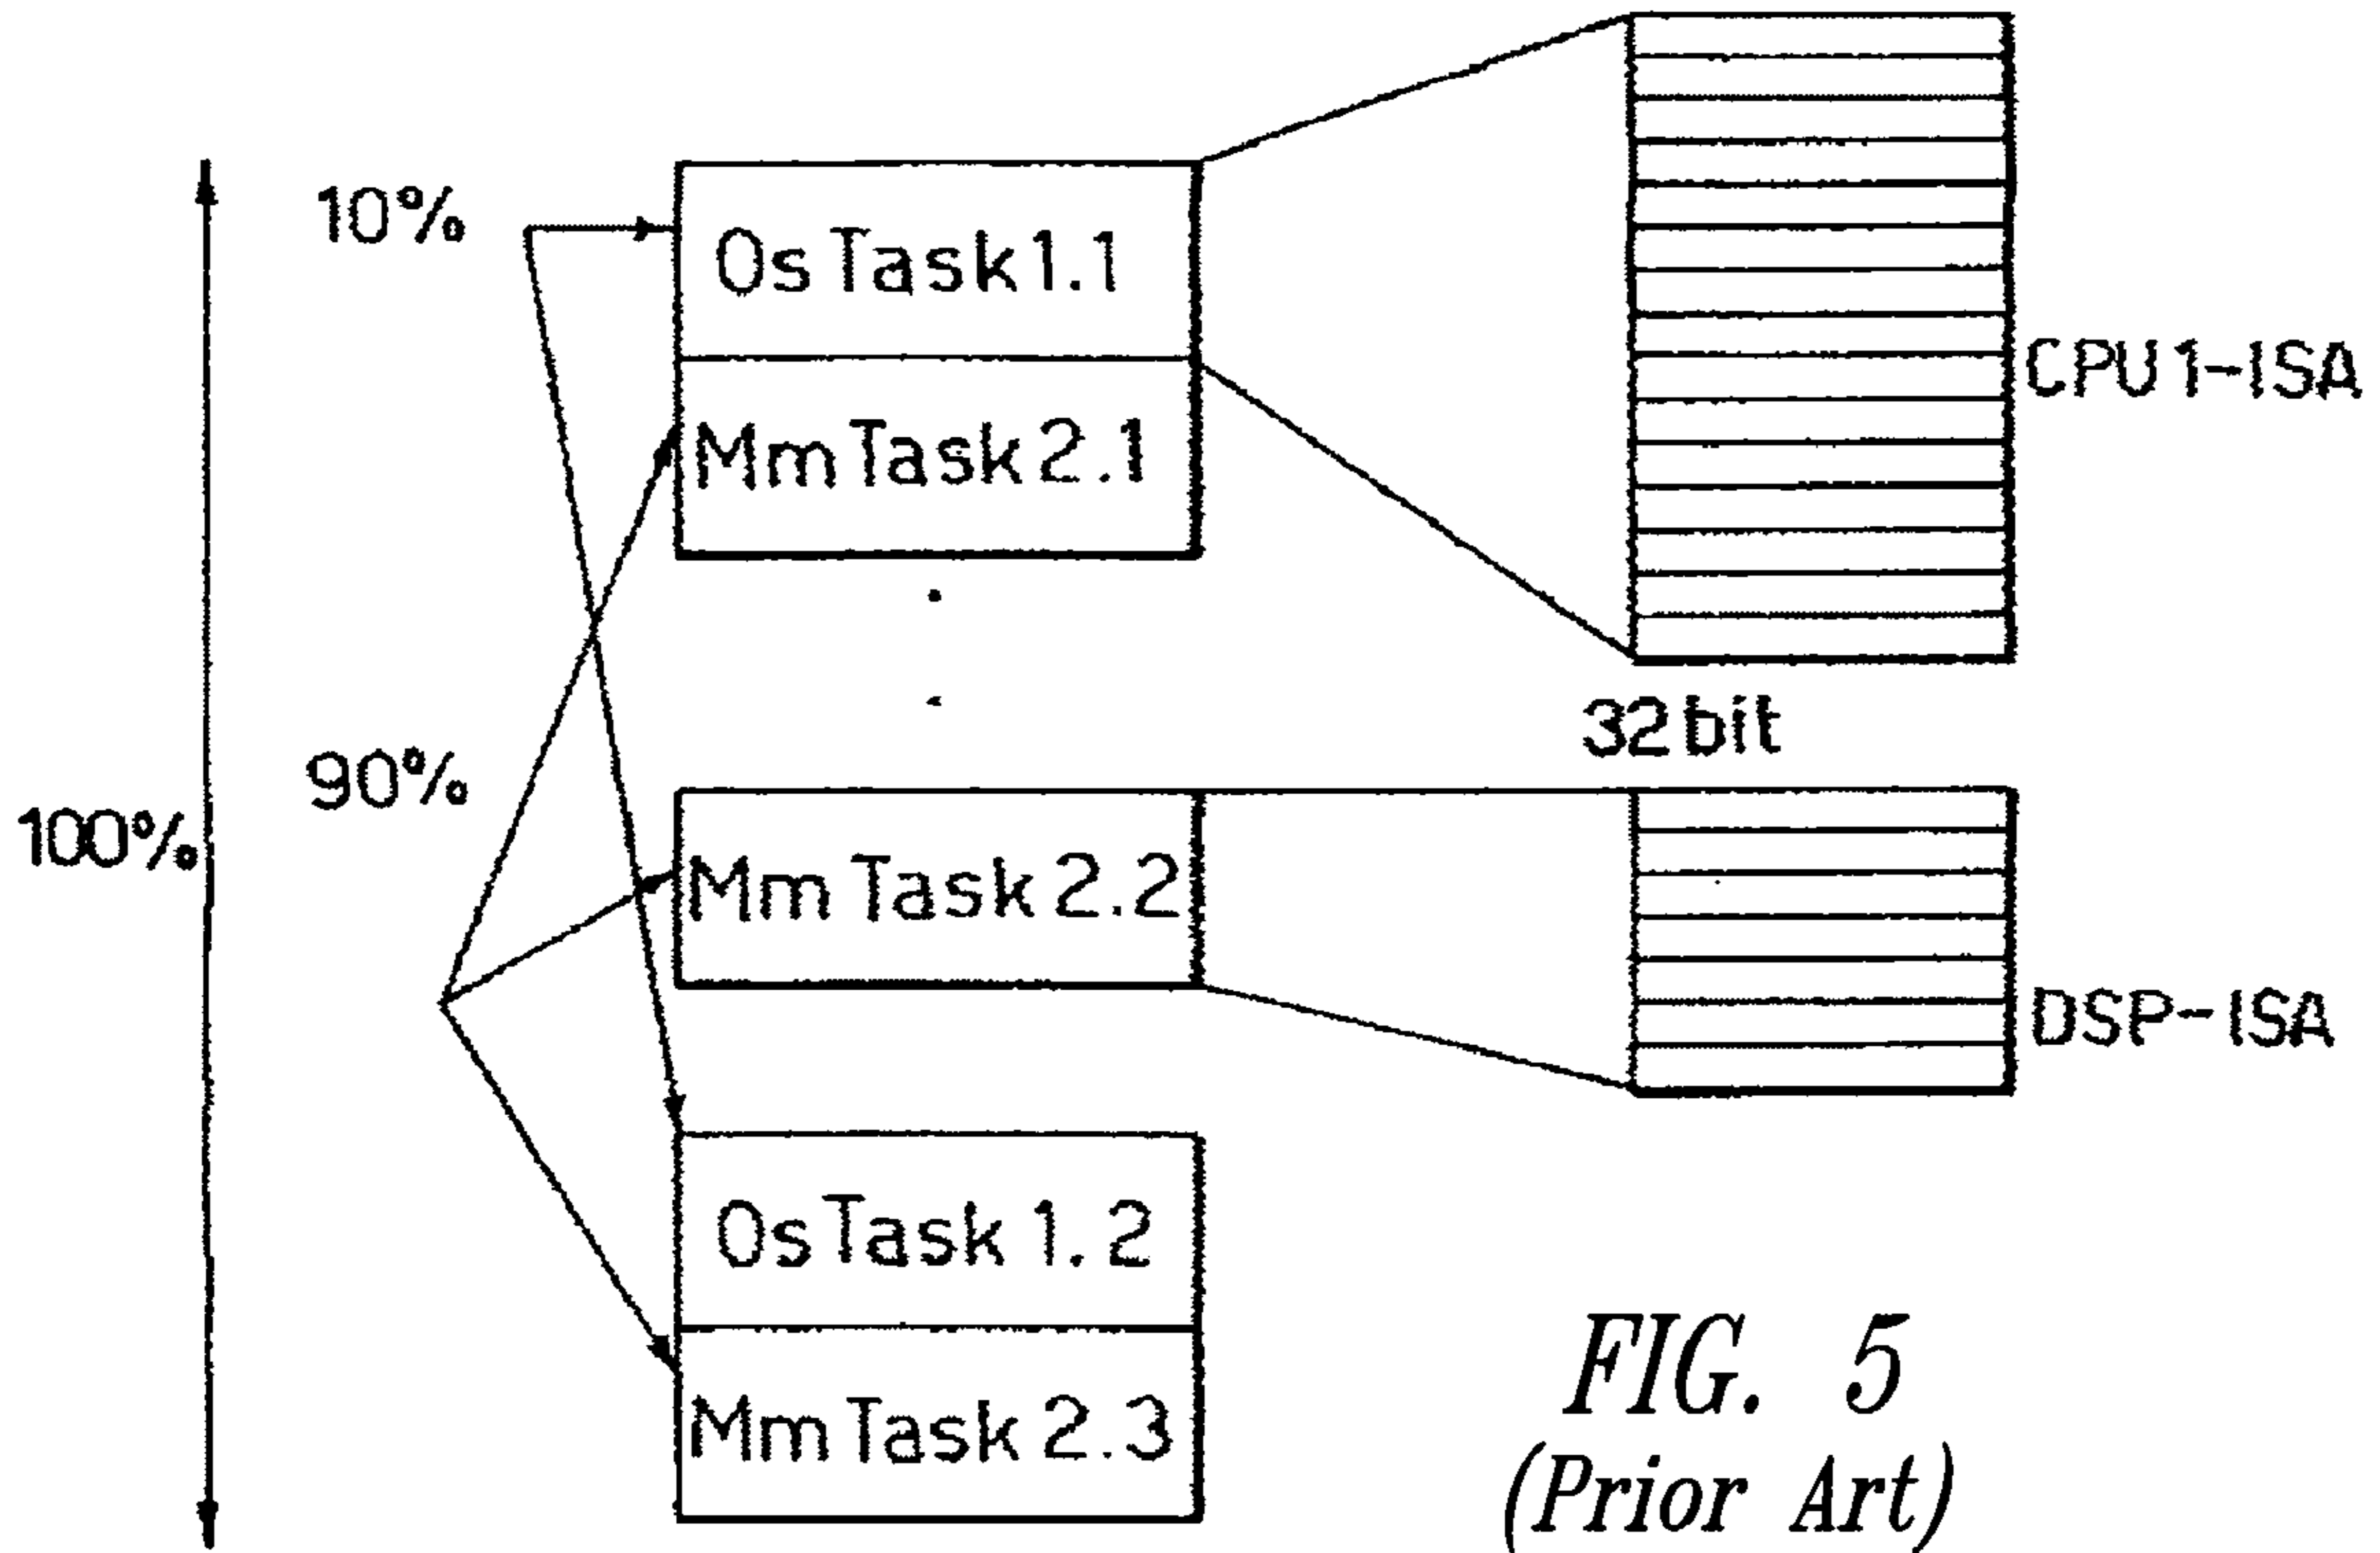 10%
OsTask1.1
CPU1-ISA
MmTask2.1
32bit
90%
100%
MmTask2.2
DSP-ISA
OsTask1.2
MmTask2.3
FIG. 5
(Prior Art)